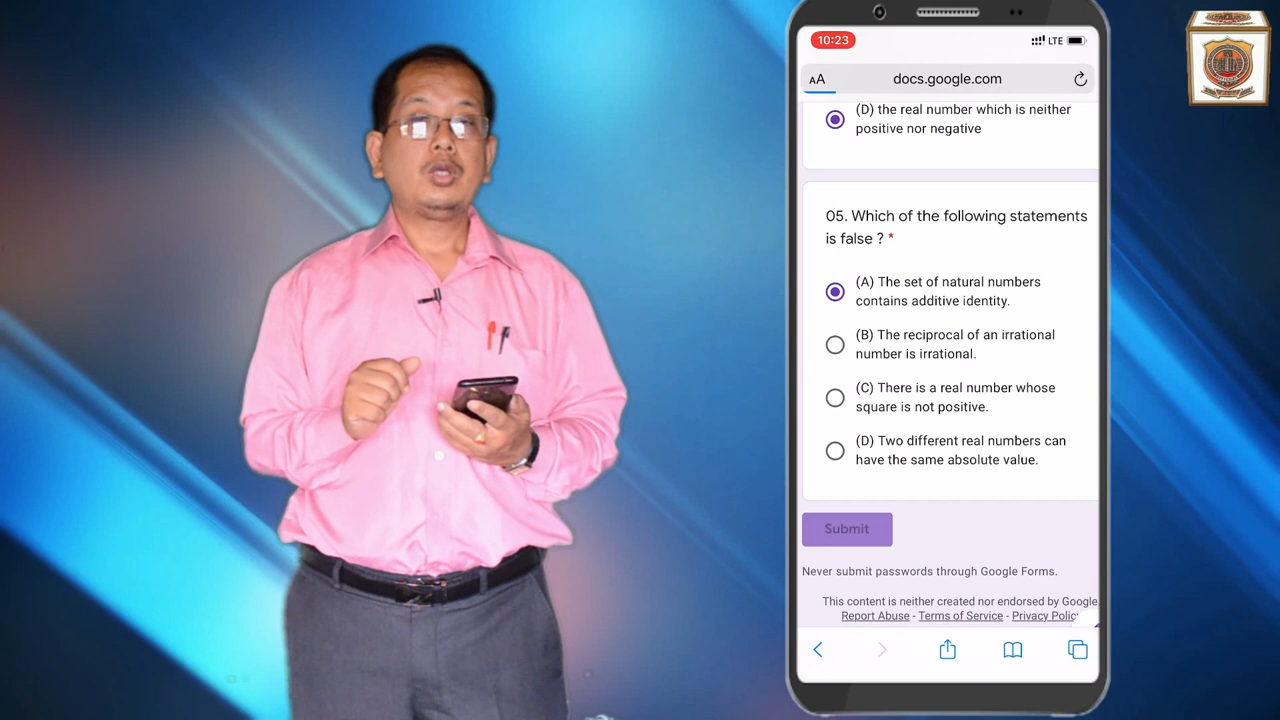 10:23
LTE
AA
docs.google.com
(D) the real number which is neither
positive nor negative
05. Which of the following statements
is false ? *
(A) The set of natural numbers
contains additive identity.
(B) The reciprocal of an irrational
number is irrational.
(C) There is a real number whose
square is not positive.
(D) Two different real numbers can
have the same absolute value.
Submit
Never submit passwords through Google Forms.
This content is neither created nor endorsed by Google.
Report Abuse - Terms of Service - Privacy